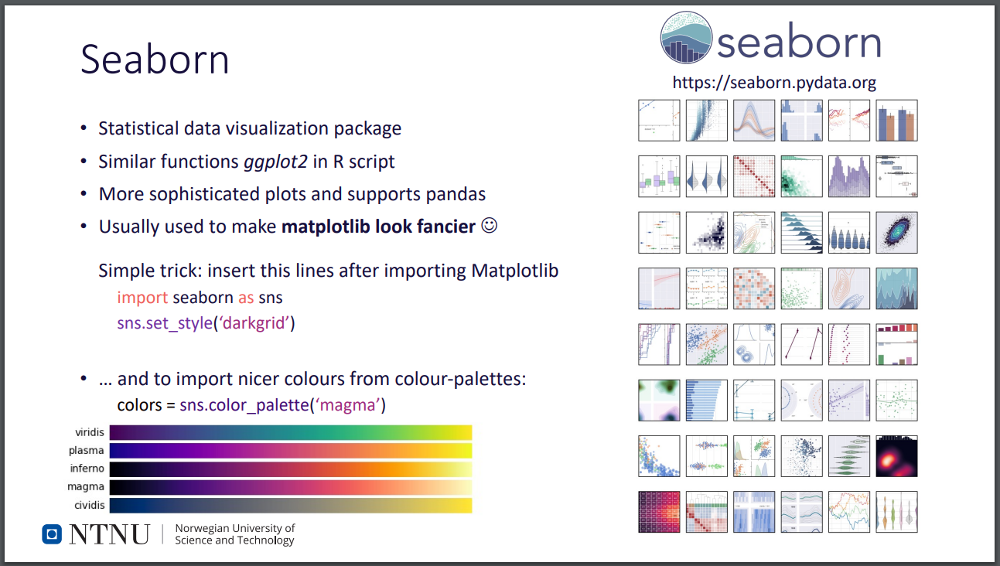 Seaborn
• Statistical data visualization package
• Similar functions ggplot2 in R script
• More sophisticated plots and supports pandas
• Usually used to make matplotlib look fancier ☺
Simple trick: insert this lines after importing Matplotlib
import seaborn as sns
sns.set_style(‘darkgrid’)
• … and to import nicer colours from colour-palettes:
colors = sns.color_palette(‘magma’)
viridis
plasma
inferno
magma
cividis
NTNU
Norwegian University of
Science and Technology
seaborn
https://seaborn.pydata.org